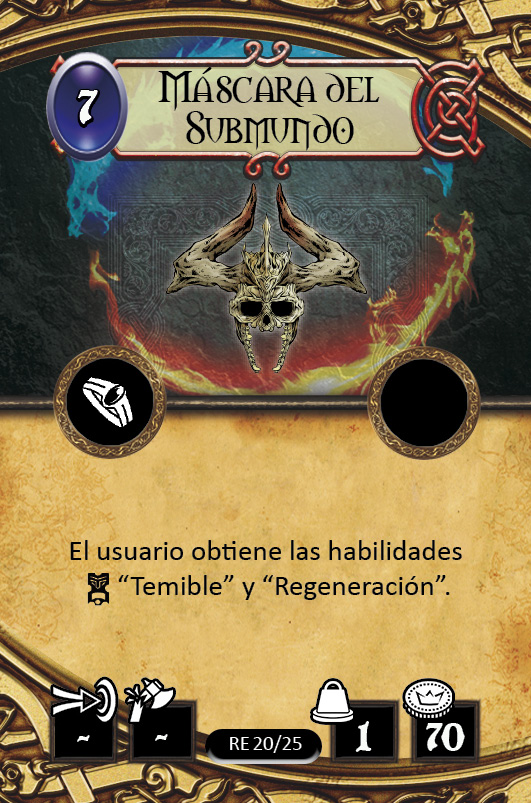 7
MÁSCARA DEL
SUBMUNDO
El usuario obtiene las habilidades
“Temible” y “Regeneración”.
~
~
RE 20/25
1
70